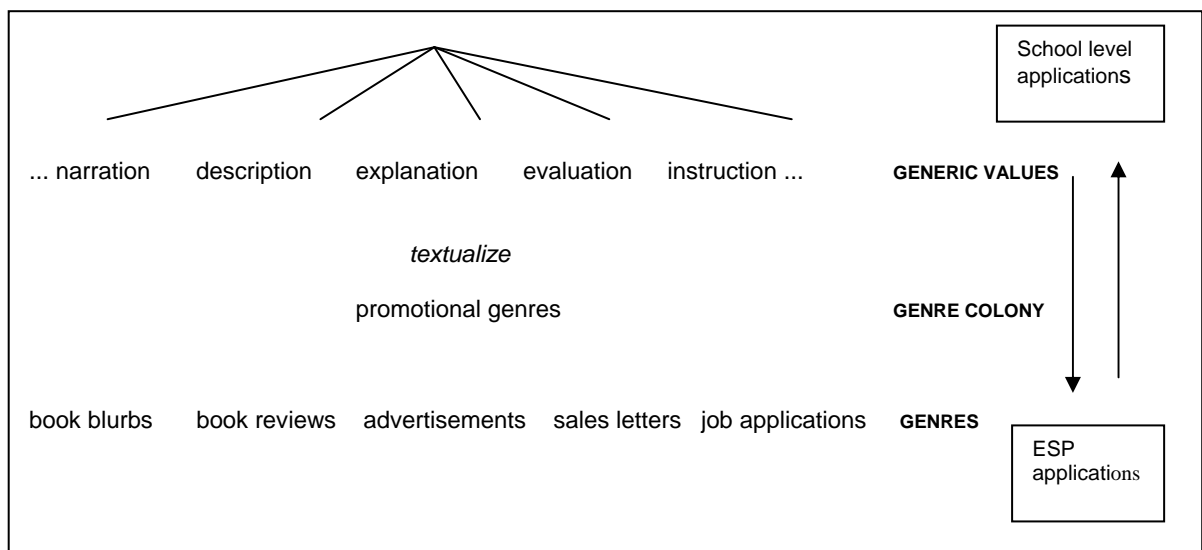 School level
applications
... narration description explanation evaluation instruction ... GENERIC VALUES
textualize
promotional genres GENRE COLONY
book blurbs book reviews advertisements sales letters job applications GENRES
ESP
applications